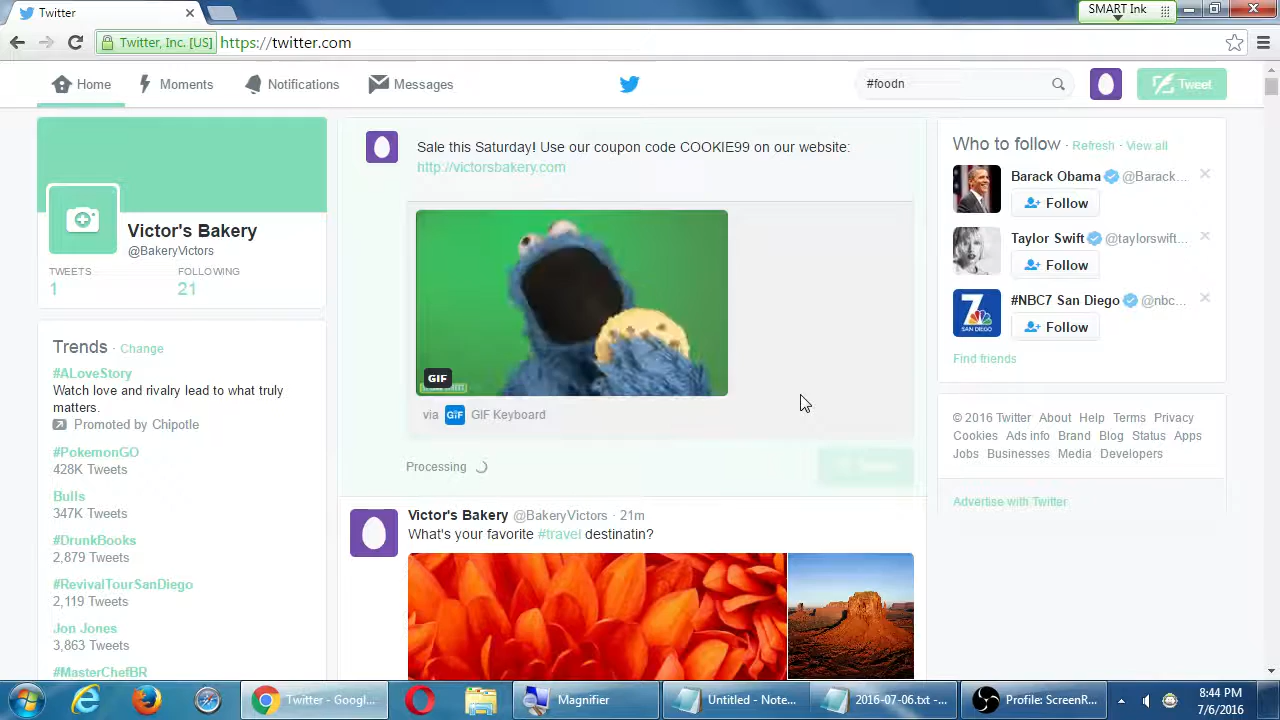 Twitter
SMART Ink
Twitter, Inc. [US]
https://twitter.com
Home
Moments
Notifications
Messages
#foodn
Tweet
Victor's Bakery
@BakeryVictors
TWEETS
FOLLOWING
1
21
Trends · Change
#ALoveStory
Watch love and rivalry lead to what truly
matters.
Promoted by Chipotle
#PokemonGO
428K Tweets
Bulls
347K Tweets
#DrunkBooks
2,879 Tweets
#RevivalTourSanDiego
2,119 Tweets
Jon Jones
3,863 Tweets
#MasterChefBR
Sale this Saturday! Use our coupon code COOKIE99 on our website:
http://victorsbakery.com
GIF
via GIF GIF Keyboard
Processing
Victor's Bakery @BakeryVictors · 21m
What's your favorite #travel destinatin?
Who to follow · Refresh · View all
Barack Obama @Barack...
Follow
Taylor Swift @taylorswift...
Follow
7
SAN DIEGO
#NBC7 San Diego @nbc...
Follow
Find friends
© 2016 Twitter About Help Terms Privacy
Cookies Ads info Brand Blog Status Apps
Jobs Businesses Media Developers
Advertise with Twitter
Twitter - Googl...
Magnifier
Untitled - Note...
2016-07-06.txt -...
Profile: ScreenR...
8:44 PM
7/6/2016